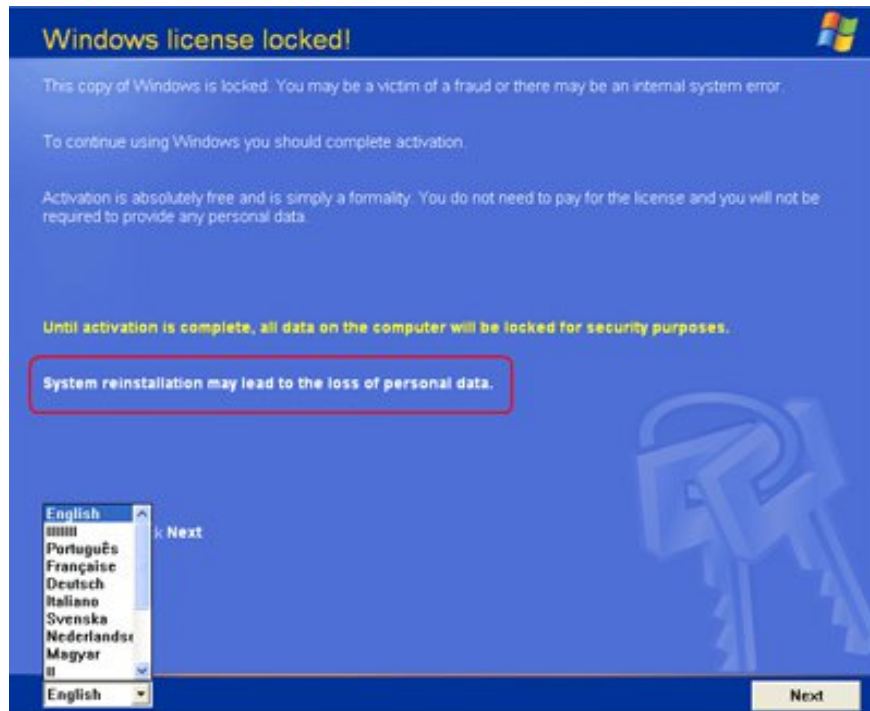 Windows license locked!
This copy of Windows is locked. You may be a victim of a fraud or there may be an internal system error.
To continue using Windows you should complete activation.
Activation is absolutely free and is simply a formality. You do not need to pay for the license and you will not be
required to provide any personal data.
Until activation is complete, all data on the computer will be locked for security purposes.
System reinstallation may lead to the loss of personal data.
English
k Next
Português
Française
Deutsch
Italiano
Svenska
Nederlandse
Magyar
English
Next